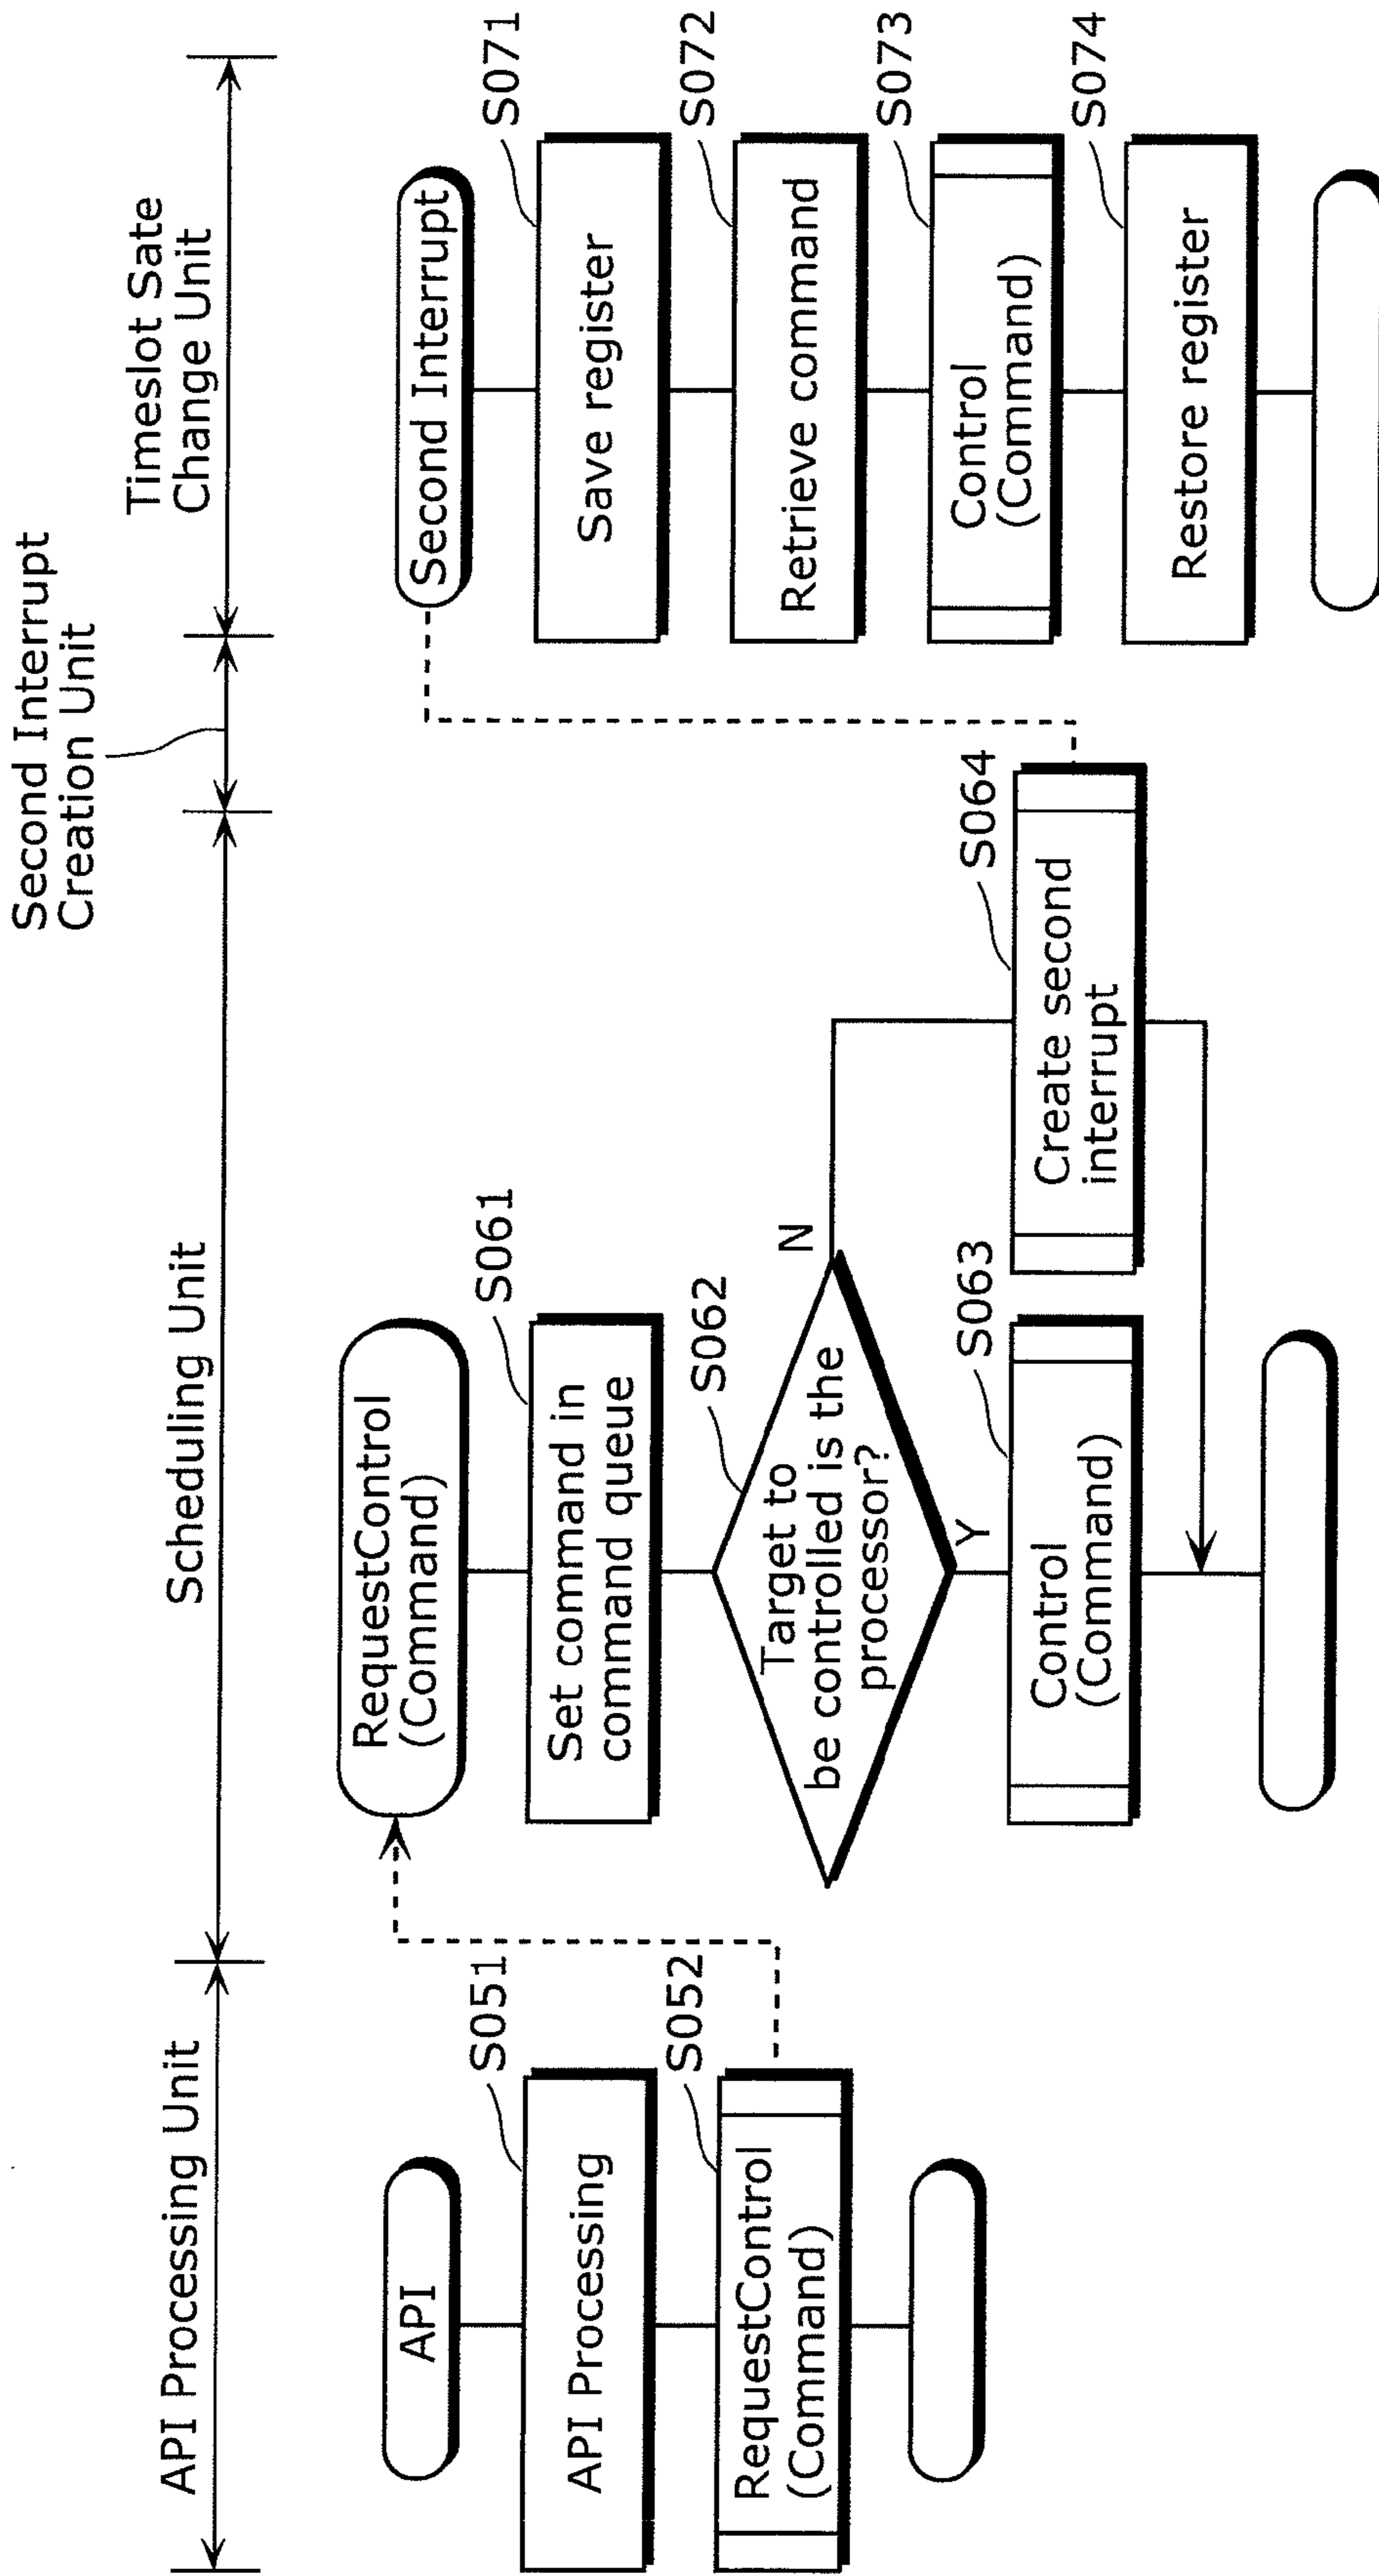 API Processing Unit
Scheduling Unit
Second Interrupt
Creation Unit
Timeslot Sate
Change Unit
API
S051
API Processing
S052
RequestControl
(Command)
RequestControl
(Command)
S061
Set command in
command queue
S062
Target to
be controlled is the
processor?
N
Y
S063
Control
(Command)
S064
Create second
interrupt
Second Interrupt
S071
Save register
S072
Retrieve command
S073
Control
(Command)
S074
Restore register